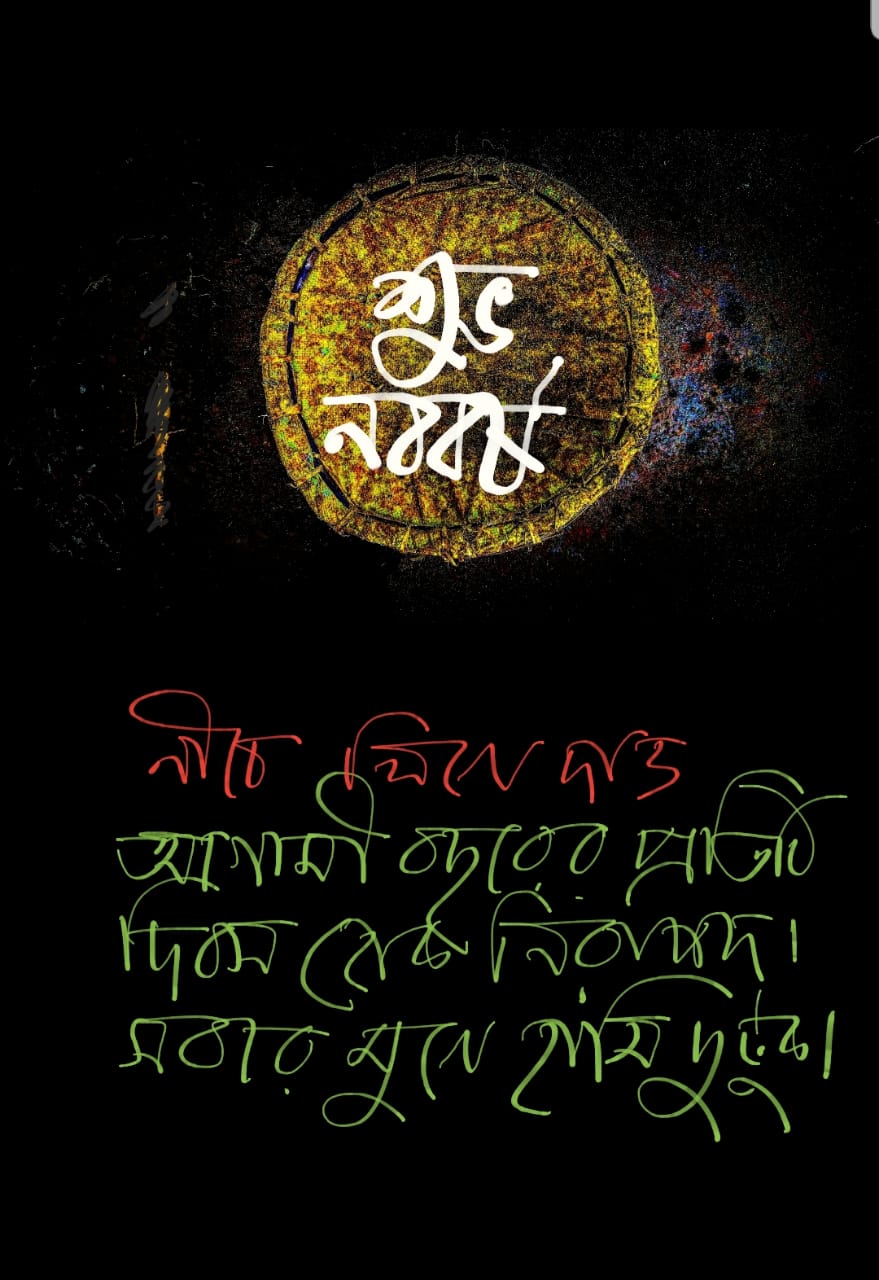 শুভ
নববর্ষ
নীচে লিখে দাও
আগামী বছরের প্রতিটি
দিবস হোক নিরাপদ।
সবার মুখে হাসি ফুটুক।